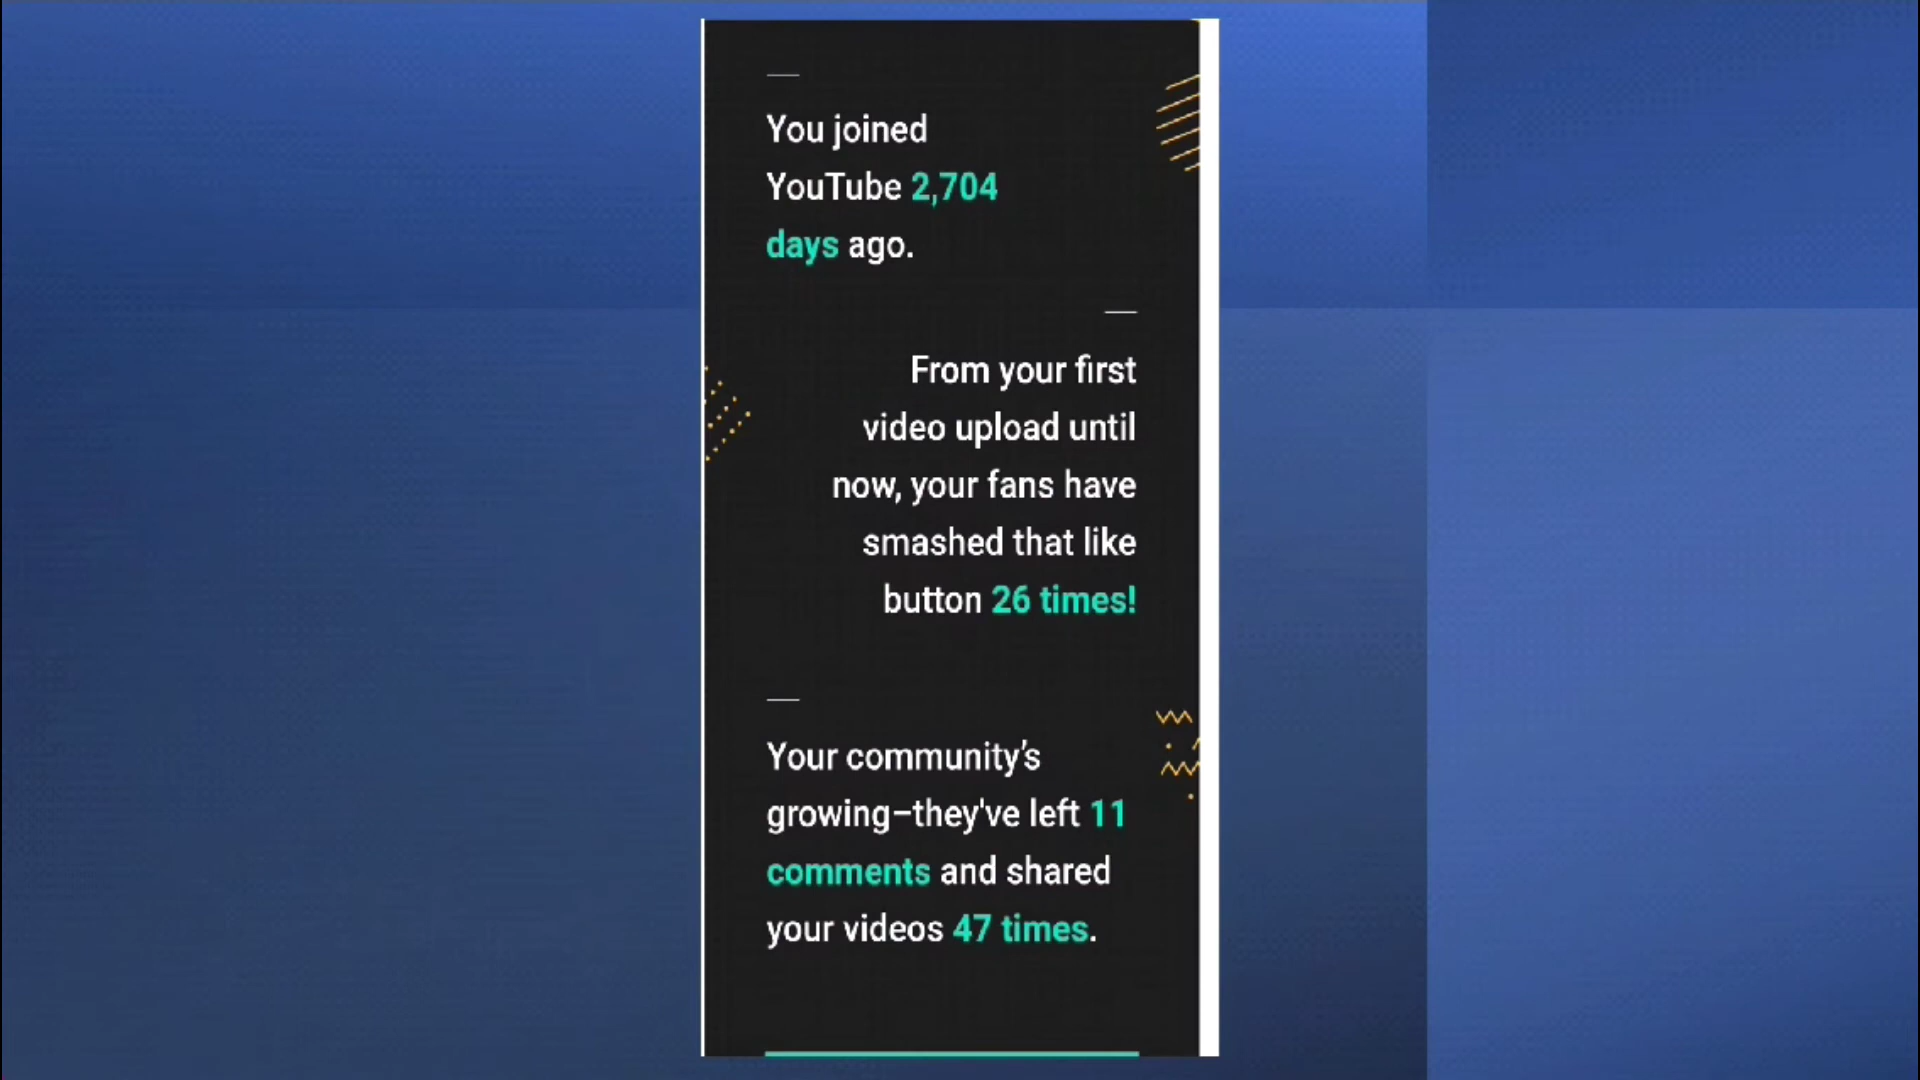 You joined
YouTube 2,704
days ago.
From your first
video upload until
now, your fans have
smashed that like
button 26 times!
Your community’s
growing–they've left 11
comments and shared
your videos 47 times.